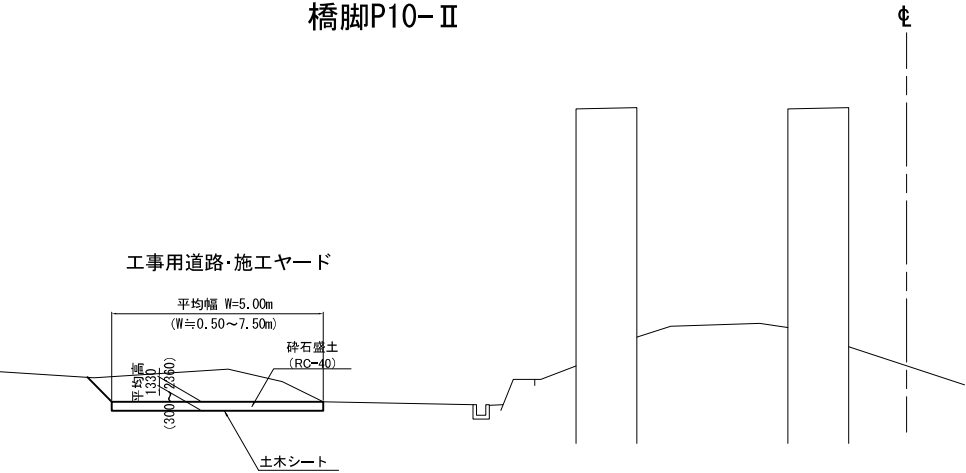 橋脚P10-Ⅱ
℄
工事用道路・施工ヤード
平均幅 W=5.00m
(W≒0.50～7.50m)
砕石盛土
(RC-40)
平均高
1330
(300～2360)
土木シート